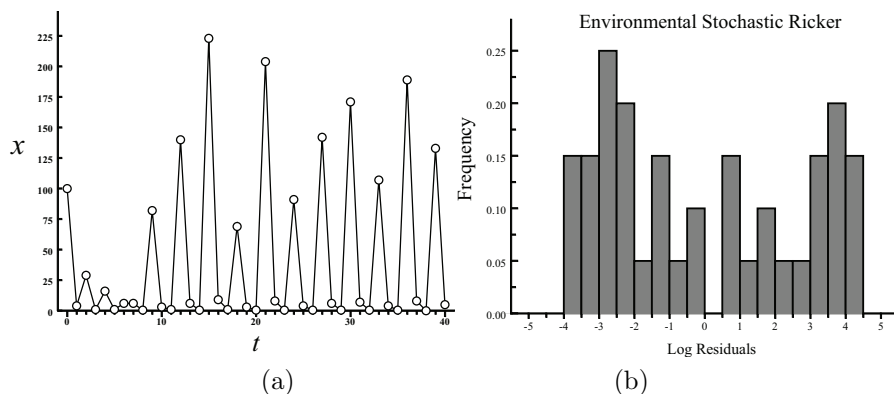 225
200
175
150
125
100
75
50
25
0
x
0 10 20 30 40
t
(a)
Environmental Stochastic Ricker
0.25
0.20
0.15
0.10
0.05
0.00
Frequency
-5 -4 -3 -2 -1 0 1 2 3 4 5
Log Residuals
(b)